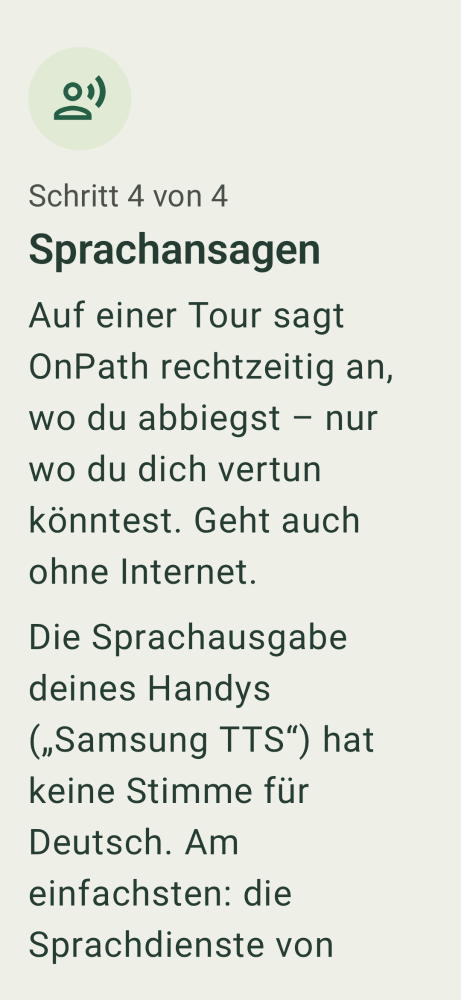 Schritt 4 von 4
Sprachansagen
Auf einer Tour sagt
OnPath rechtzeitig an,
wo du abbiegst – nur
wo du dich vertun
könntest. Geht auch
ohne Internet.
Die Sprachausgabe
deines Handys
(„Samsung TTS“) hat
keine Stimme für
Deutsch. Am
einfachsten: die
Sprachdienste von